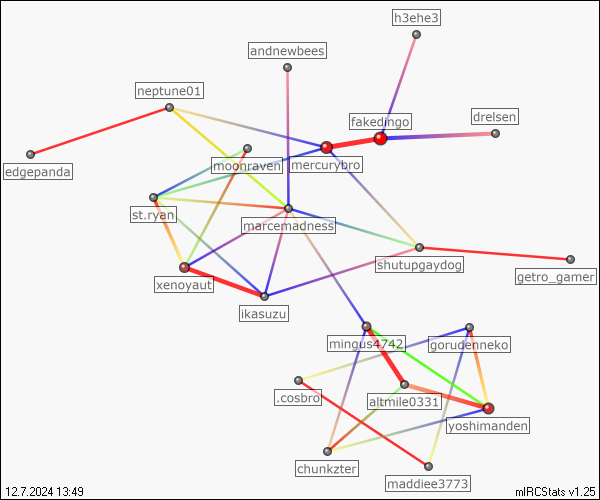 h3ehe3
andnewbees
neptune01
fakedingo
drelsen
edgepanda
moonraven
mercurybro
st.ryan
marcemadness
shutupgaydog
xenoyaut
getro_gamer
ikasuzu
mingus4742
gorudenneko
.cosbro
altmile0331
yoshimanden
chunkzter
maddiee3773
12.7.2024 13:49
mIRCStats v1.25